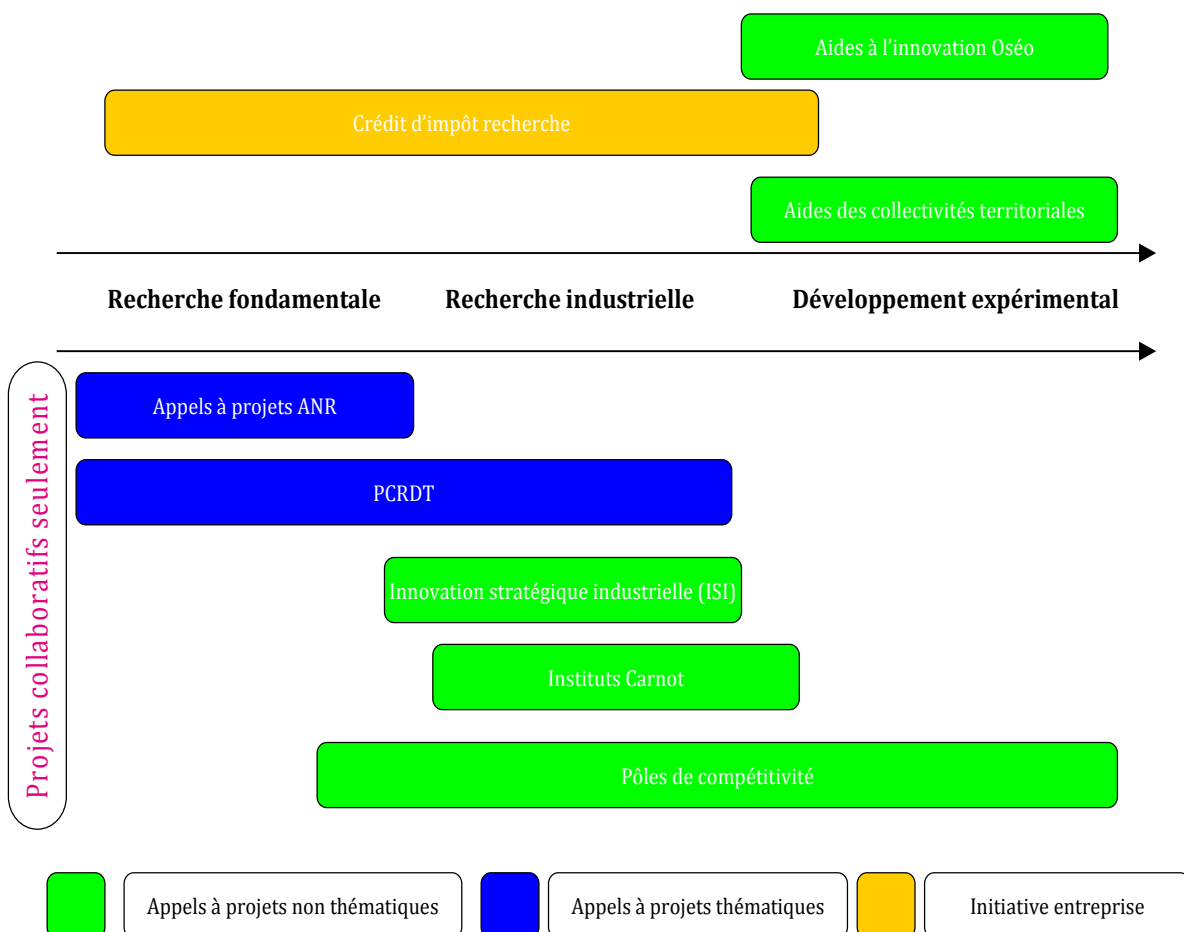 Aides à l’innovation Oséo
Crédit d’impôt recherche
Aides des collectivités territoriales
Recherche fondamentale
Recherche industrielle
Développement expérimental
Projets collaboratifs seulement
Appels à projets ANR
PCRDT
Innovation stratégique industrielle (ISI)
Instituts Carnot
Pôles de compétitivité
Appels à projets non thématiques
Appels à projets thématiques
Initiative entreprise